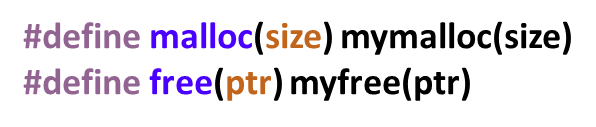 #define malloc(size) mymalloc(size)
#define free(ptr) myfree(ptr)